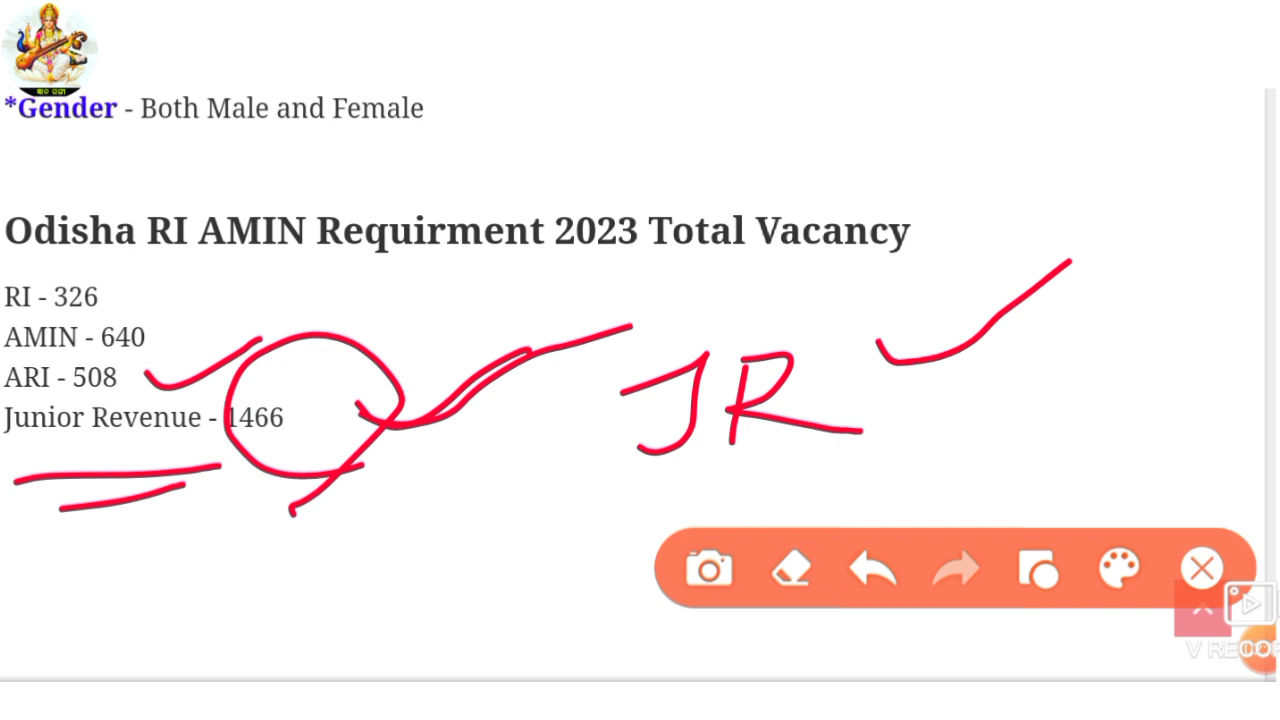 *Gender - Both Male and Female
Odisha RI AMIN Requirment 2023 Total Vacancy
RI - 326
AMIN - 640
ARI - 508
Junior Revenue - 1466
JR
V RECO